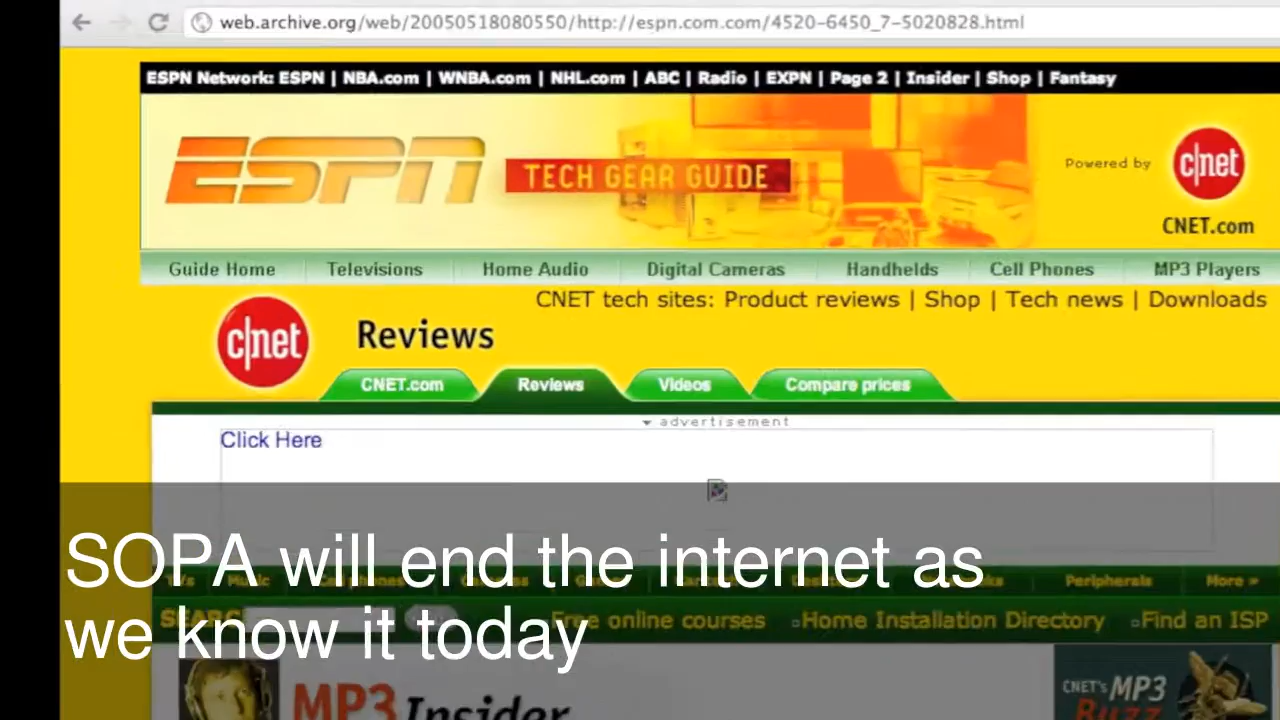 web.archive.org/web/20050518080550/http://espn.com.com/4520-6450_7-5020828.html
ESPN Network: ESPN | NBA.com | WNBA.com | NHL.com | ABC | Radio | EXPN | Page 2 | Insider | Shop | Fantasy
ESPN TECH GEAR GUIDE Powered by c|net
CNET.com
Guide Home Televisions Home Audio Digital Cameras Handhelds Cell Phones MP3 Players
CNET tech sites: Product reviews | Shop | Tech news | Downloads
c|net Reviews
CNET.com Reviews Videos Compare prices
advertisement
Click Here
SOPA will end the internet as
Music Peripherals More »
we know it today
Free online courses Home Installation Directory Find an ISP
MP3 Insider CNET's MP3
Buzz